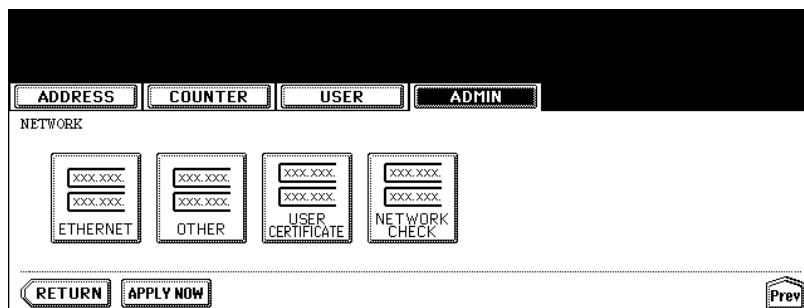 ADDRESS COUNTER USER ADMIN
NETWORK
XXX.XXX. XXX.XXX. XXX.XXX. XXX.XXX.
XXX.XXX. XXX.XXX. XXX.XXX. XXX.XXX.
ETHERNET OTHER USER CERTIFICATE NETWORK CHECK
RETURN APPLY NOW Prev